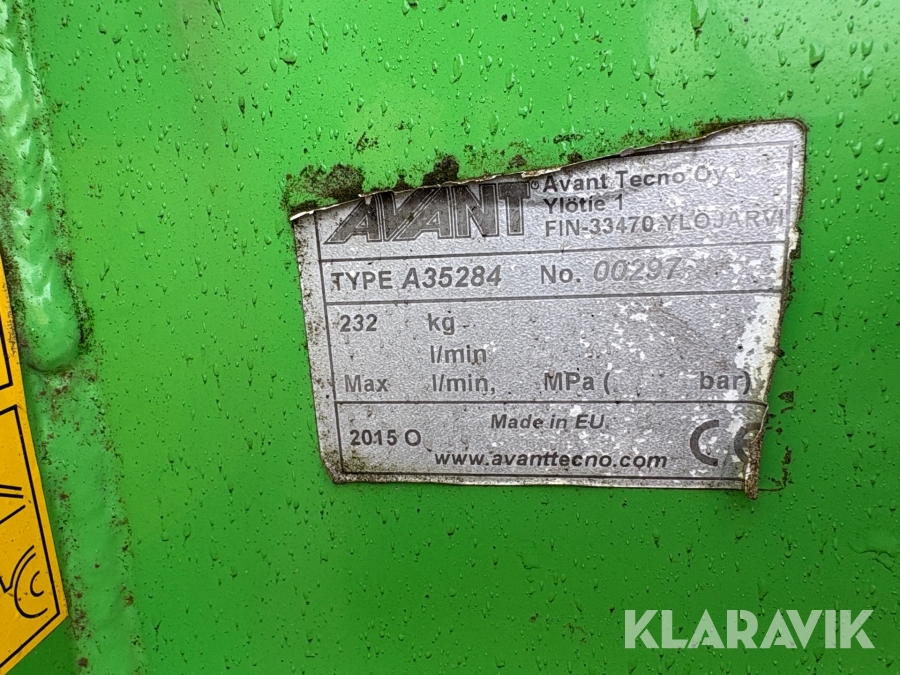 AVANT® Avant Tecno Oy
Ylötie 1
FIN-33470 YLÖJÄRVI
TYPE A35284 No. 00297
232 kg
l/min
Max l/min, MPa ( bar)
Made in EU.
2015 O
www.avanttecno.com
CE
KLARAVIK